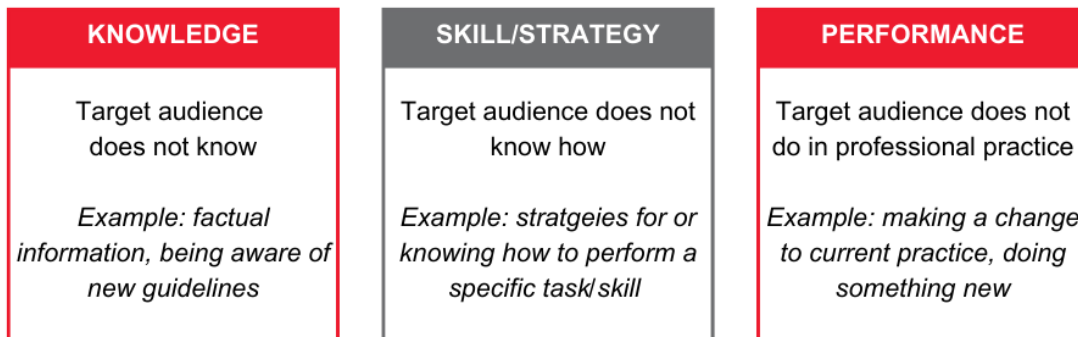 KNOWLEDGE
Target audience
does not know
Example: factual
information, being aware of
new guidelines
SKILL/STRATEGY
Target audience does not
know how
Example: stratgeies for or
knowing how to perform a
specific task/skill
PERFORMANCE
Target audience does not
do in professional practice
Example: making a change
to current practice, doing
something new